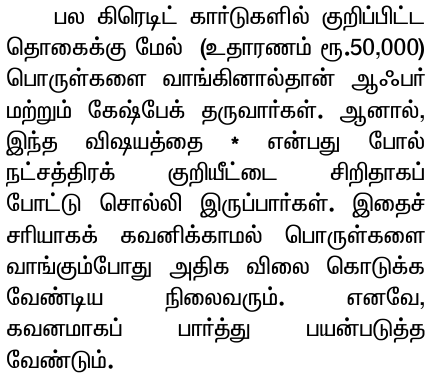 பல கிரெடிட் கார்டுகளில் குறிப்பிட்ட
தொகைக்கு மேல் (உதாரணம் ரூ.50,000)
பொருள்களை வாங்கினால்தான் ஆஃபர்
மற்றும் கேஷ்பேக் தருவார்கள். ஆனால்,
இந்த விஷயத்தை * என்பது போல்
நட்சத்திரக் குறியீட்டை சிறிதாகப்
போட்டு சொல்லி இருப்பார்கள். இதைச்
சரியாகக் கவனிக்காமல் பொருள்களை
வாங்கும்போது அதிக விலை கொடுக்க
வேண்டிய நிலைவரும். எனவே,
கவனமாகப் பார்த்து பயன்படுத்த
வேண்டும்.